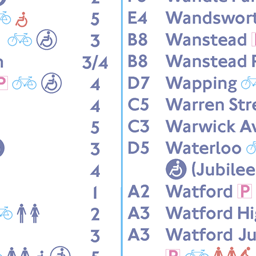 5 E4 Wandswort
3 B8 Wanstead P
3/4 B8 Wanstead
P 4 D7 Wapping
4 C5 Warren Stre
5 C3 Warwick Av
3 D5 Waterloo
4 (Jubilee
1 A2 Watford P
2 A3 Watford Hi
3 A3 Watford Ju
5 P